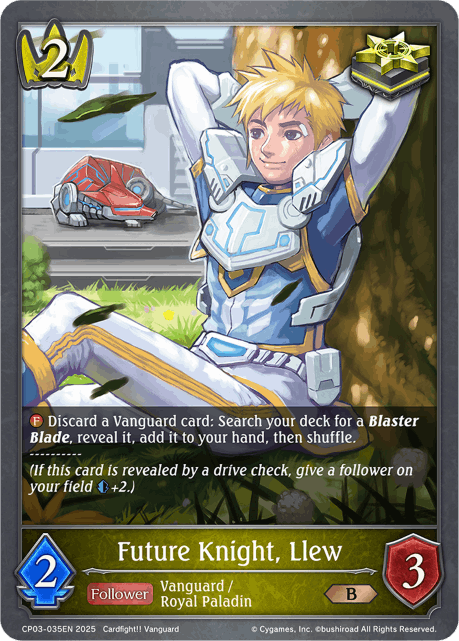 2
1
F Discard a Vanguard card: Search your deck for a Blaster
Blade, reveal it, add it to your hand, then shuffle.
----------
(If this card is revealed by a drive check, give a follower on
your field +2.)
Future Knight, Llew
2
Follower
Vanguard /
Royal Paladin
B
3
CP03-035EN 2025 Cardfight!! Vanguard
© Cygames, Inc. ©bushiroad All Rights Reserved.